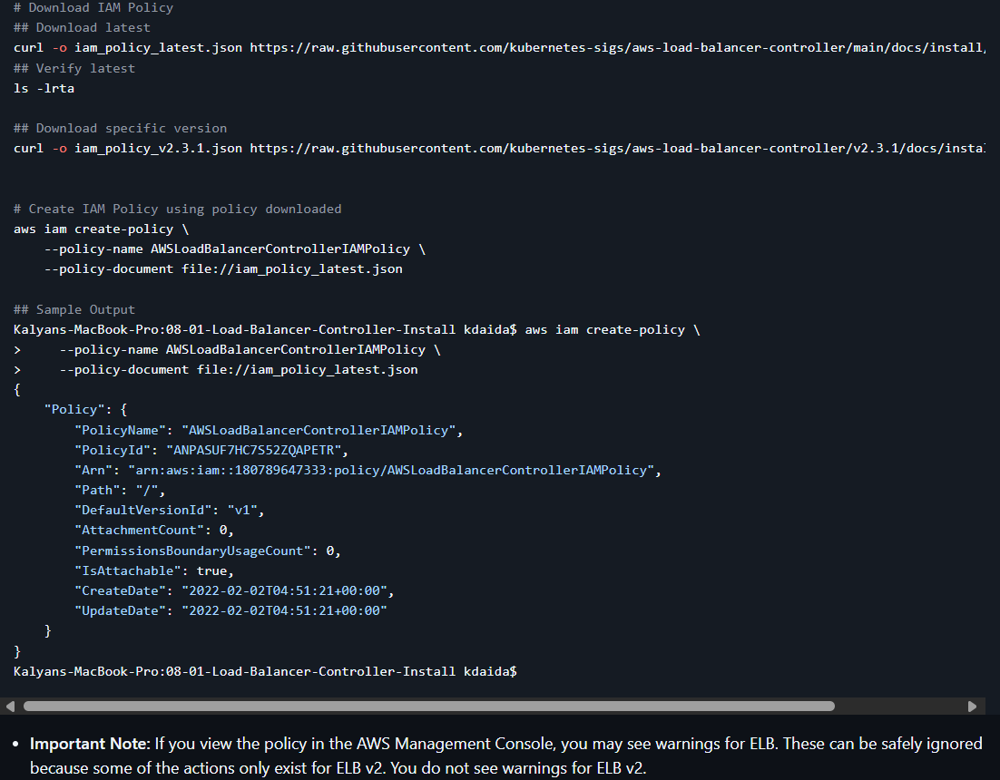 # Download IAM Policy
## Download latest
curl -o iam_policy_latest.json https://raw.githubusercontent.com/kubernetes-sigs/aws-load-balancer-controller/main/docs/install/
## Verify latest
ls -lrta
## Download specific version
curl -o iam_policy_v2.3.1.json https://raw.githubusercontent.com/kubernetes-sigs/aws-load-balancer-controller/v2.3.1/docs/instal
# Create IAM Policy using policy downloaded
aws iam create-policy \
    --policy-name AWSLoadBalancerControllerIAMPolicy \
    --policy-document file://iam_policy_latest.json
## Sample Output
Kalyans-MacBook-Pro:08-01-Load-Balancer-Controller-Install kdaida$ aws iam create-policy \
>     --policy-name AWSLoadBalancerControllerIAMPolicy \
>     --policy-document file://iam_policy_latest.json
{
    "Policy": {
        "PolicyName": "AWSLoadBalancerControllerIAMPolicy",
        "PolicyId": "ANPASUF7HC7S52ZQAPETR",
        "Arn": "arn:aws:iam::180789647333:policy/AWSLoadBalancerControllerIAMPolicy",
        "Path": "/",
        "DefaultVersionId": "v1",
        "AttachmentCount": 0,
        "PermissionsBoundaryUsageCount": 0,
        "IsAttachable": true,
        "CreateDate": "2022-02-02T04:51:21+00:00",
        "UpdateDate": "2022-02-02T04:51:21+00:00"
    }
}
Kalyans-MacBook-Pro:08-01-Load-Balancer-Controller-Install kdaida$
• Important Note: If you view the policy in the AWS Management Console, you may see warnings for ELB. These can be safely ignored
because some of the actions only exist for ELB v2. You do not see warnings for ELB v2.